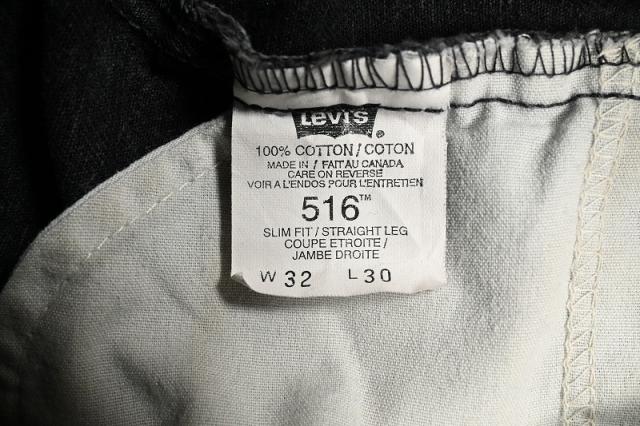 Levi's ®
100% COTTON / COTON
MADE IN / FAIT AU CANADA
CARE ON REVERSE
VOIR A L'ENDOS POUR L'ENTRETIEN
516™
SLIM FIT / STRAIGHT LEG
COUPE ETROITE /
JAMBE DROITE
W 32 L 30